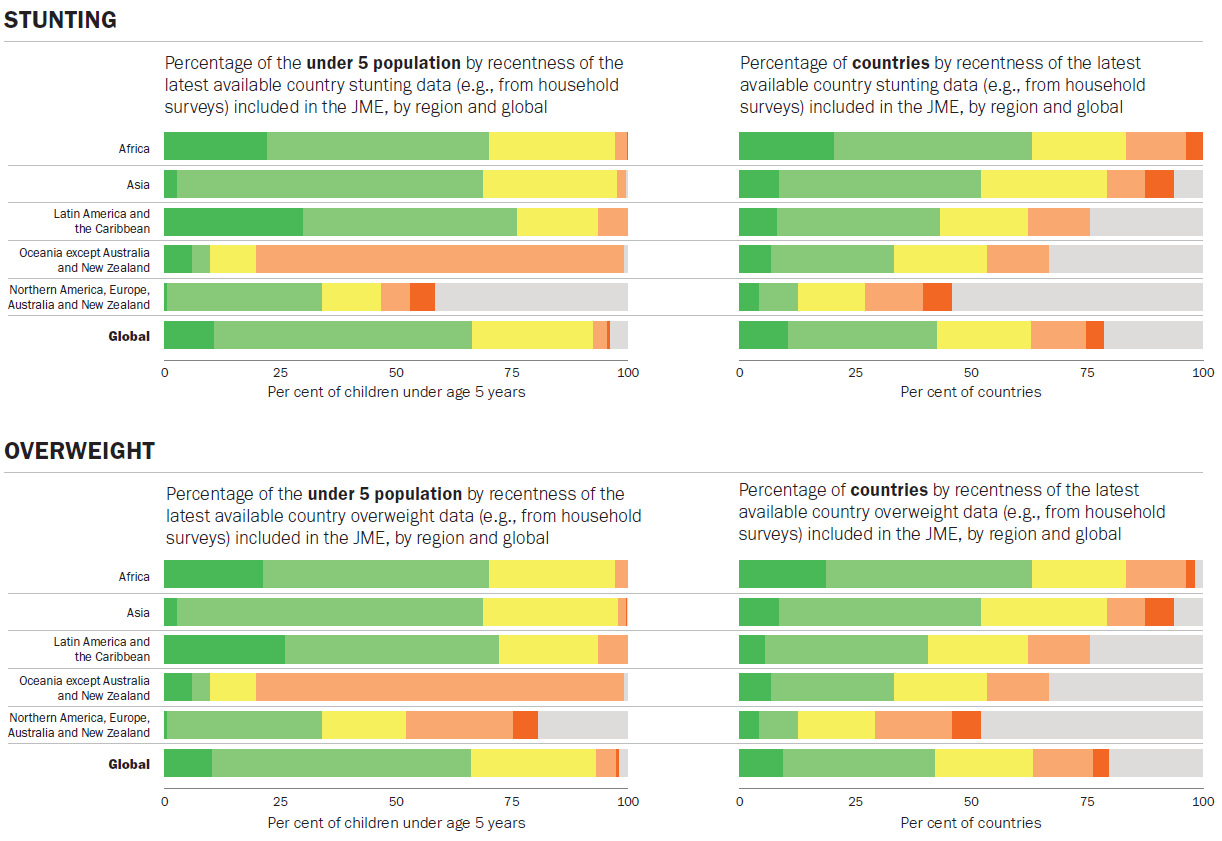 STUNTING
Percentage of the under 5 population by recentness of the
latest available country stunting data (e.g., from household
surveys) included in the JME, by region and global
Percentage of countries by recentness of the latest
available country stunting data (e.g., from household
surveys) included in the JME, by region and global
Africa
Asia
Latin America and
the Caribbean
Oceania except Australia
and New Zealand
Northern America, Europe,
Australia and New Zealand
Global
0 25 50 75 100
Per cent of children under age 5 years
0 25 50 75 100
Per cent of countries
OVERWEIGHT
Percentage of the under 5 population by recentness of the
latest available country overweight data (e.g., from household
surveys) included in the JME, by region and global
Percentage of countries by recentness of the latest
available country overweight data (e.g., from household
surveys) included in the JME, by region and global
Africa
Asia
Latin America and
the Caribbean
Oceania except Australia
and New Zealand
Northern America, Europe,
Australia and New Zealand
Global
0 25 50 75 100
Per cent of children under age 5 years
0 25 50 75 100
Per cent of countries